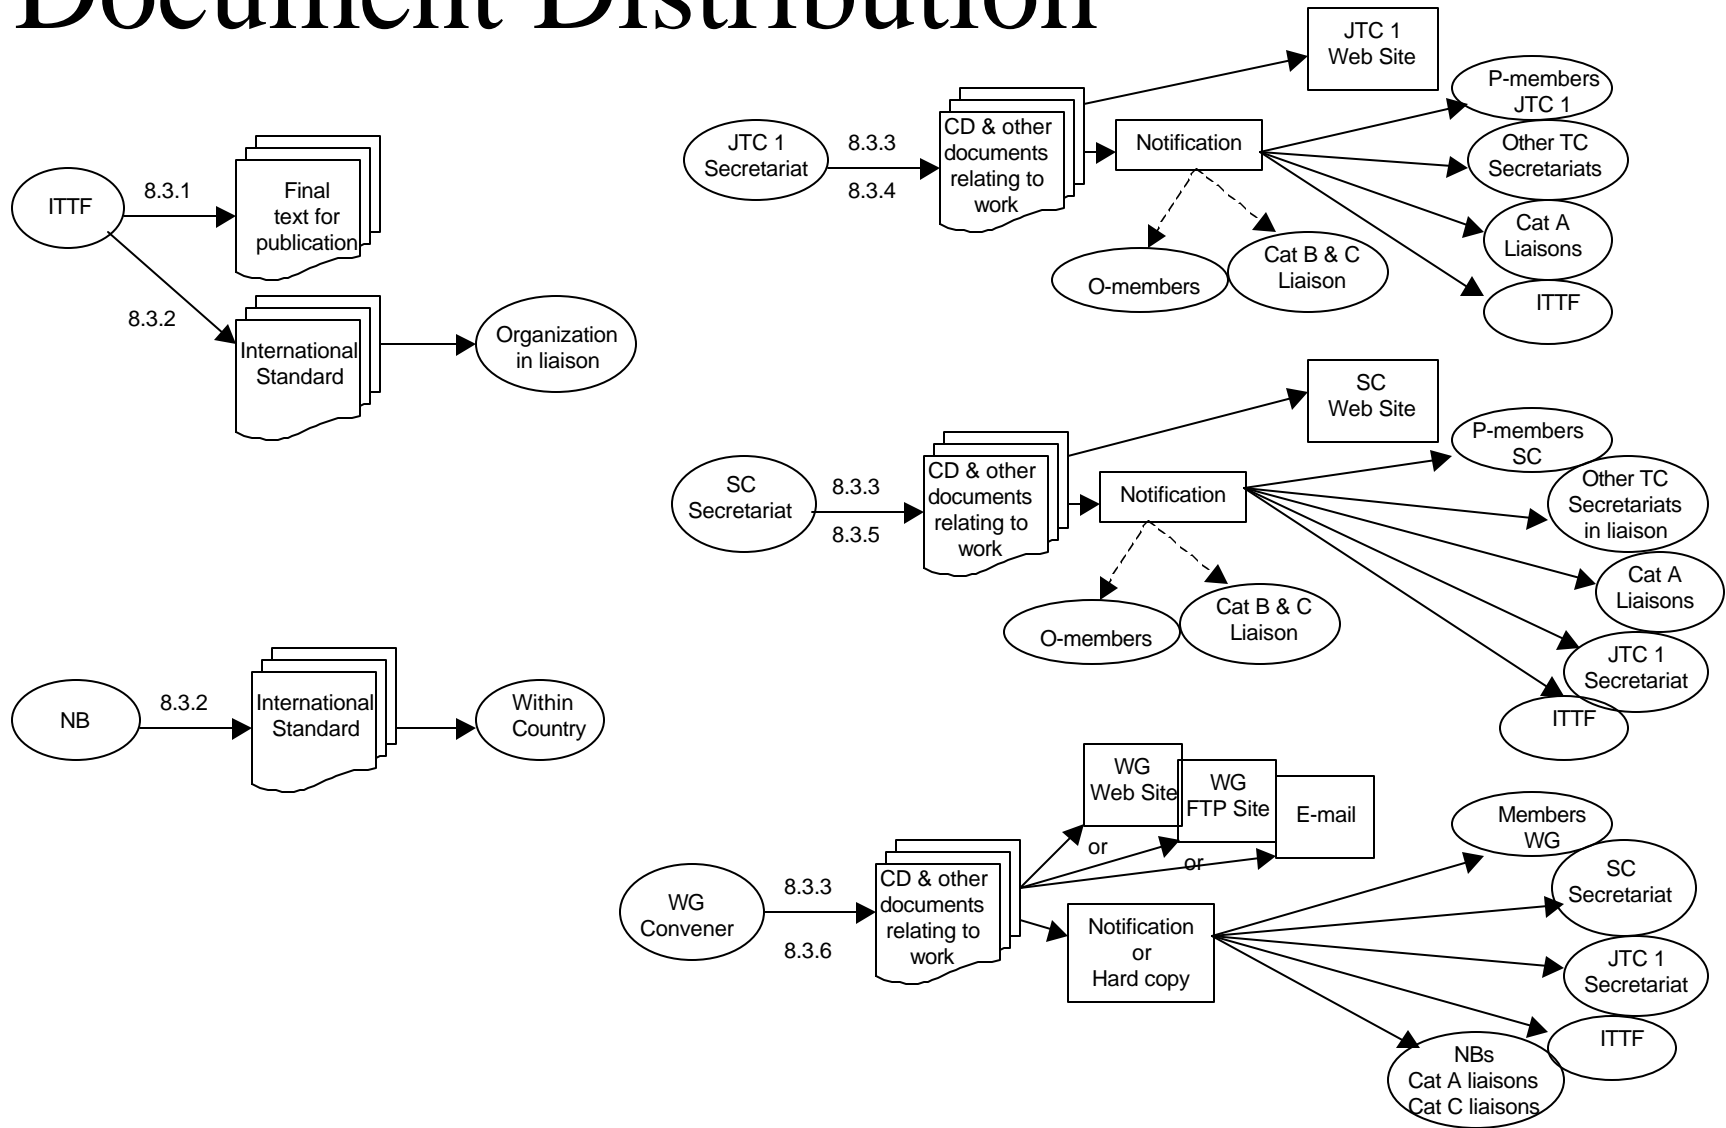 Document Distribution
ITTF
8.3.1
Final
text for
publication
8.3.2
International
Standard
Organization
in liaison
NB
8.3.2
International
Standard
Within
Country
JTC 1
Secretariat
8.3.3
8.3.4
CD & other
documents
relating to
work
JTC 1
Web Site
Notification
P-members
JTC 1
Other TC
Secretariats
Cat A
Liaisons
ITTF
O-members
Cat B & C
Liaison
SC
Secretariat
8.3.3
8.3.5
CD & other
documents
relating to
work
SC
Web Site
Notification
P-members
SC
Other TC
Secretariats
in liaison
Cat A
Liaisons
JTC 1
Secretariat
ITTF
O-members
Cat B & C
Liaison
WG
Convener
8.3.3
8.3.6
CD & other
documents
relating to
work
WG
Web Site
or
WG
FTP Site
or
E-mail
Notification
or
Hard copy
Members
WG
SC
Secretariat
JTC 1
Secretariat
ITTF
NBs
Cat A liaisons
Cat C liaisons